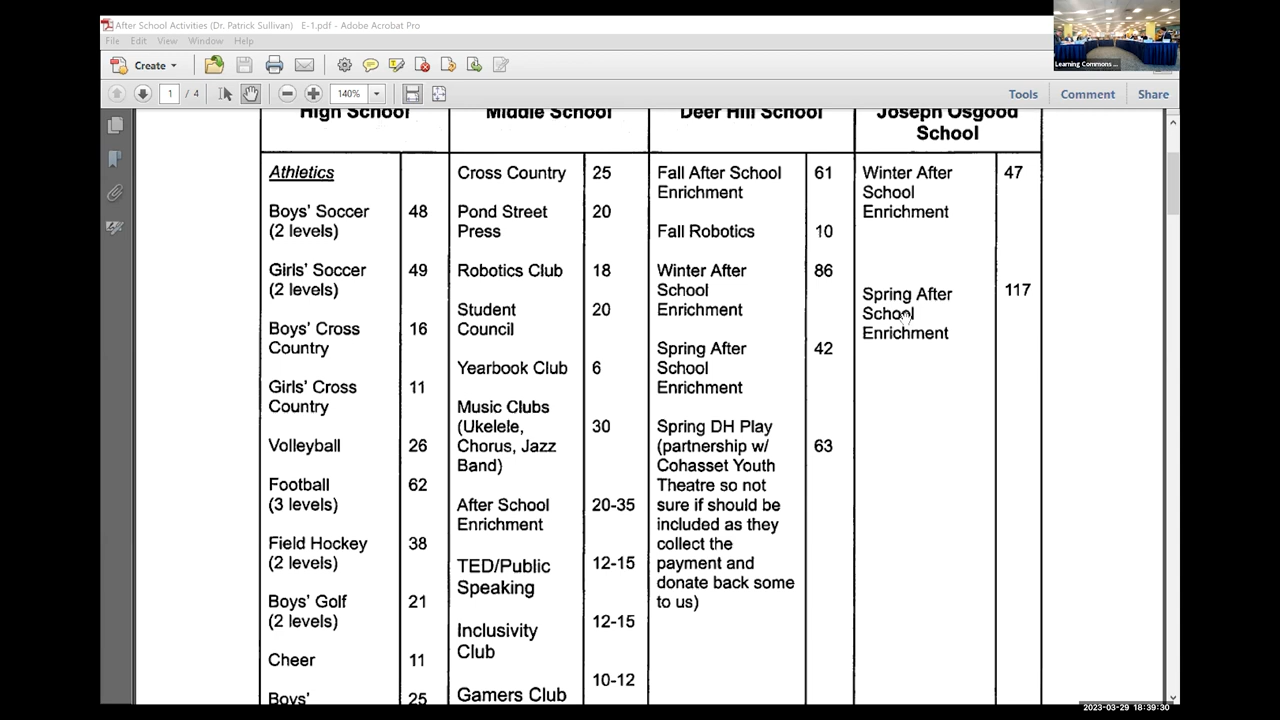 After School Activities (Dr. Patrick Sullivan) E-1.pdf - Adobe Acrobat Pro
File Edit View Window Help
Create
1 / 4
140%
Tools Comment Share
Learning Commons ...
High School
Athletics
Boys' Soccer 48
(2 levels)
Girls' Soccer 49
(2 levels)
Boys' Cross 16
Country
Girls' Cross 11
Country
Volleyball 26
Football 62
(3 levels)
Field Hockey 38
(2 levels)
Boys' Golf 21
(2 levels)
Cheer 11
Boys' 25
Middle School
Cross Country 25
Pond Street 20
Press
Robotics Club 18
Student 20
Council
Yearbook Club 6
Music Clubs
(Ukelele, 30
Chorus, Jazz
Band)
After School 20-35
Enrichment
TED/Public 12-15
Speaking
Inclusivity 12-15
Club
Gamers Club 10-12
Deer Hill School
Fall After School 61
Enrichment
Fall Robotics 10
Winter After 86
School
Enrichment
Spring After 42
School
Enrichment
Spring DH Play
(partnership w/ 63
Cohasset Youth
Theatre so not
sure if should be
included as they
collect the
payment and
donate back some
to us)
Joseph Osgood
School
Winter After 47
School
Enrichment
Spring After 117
School
Enrichment
2023-03-29 18:39:30